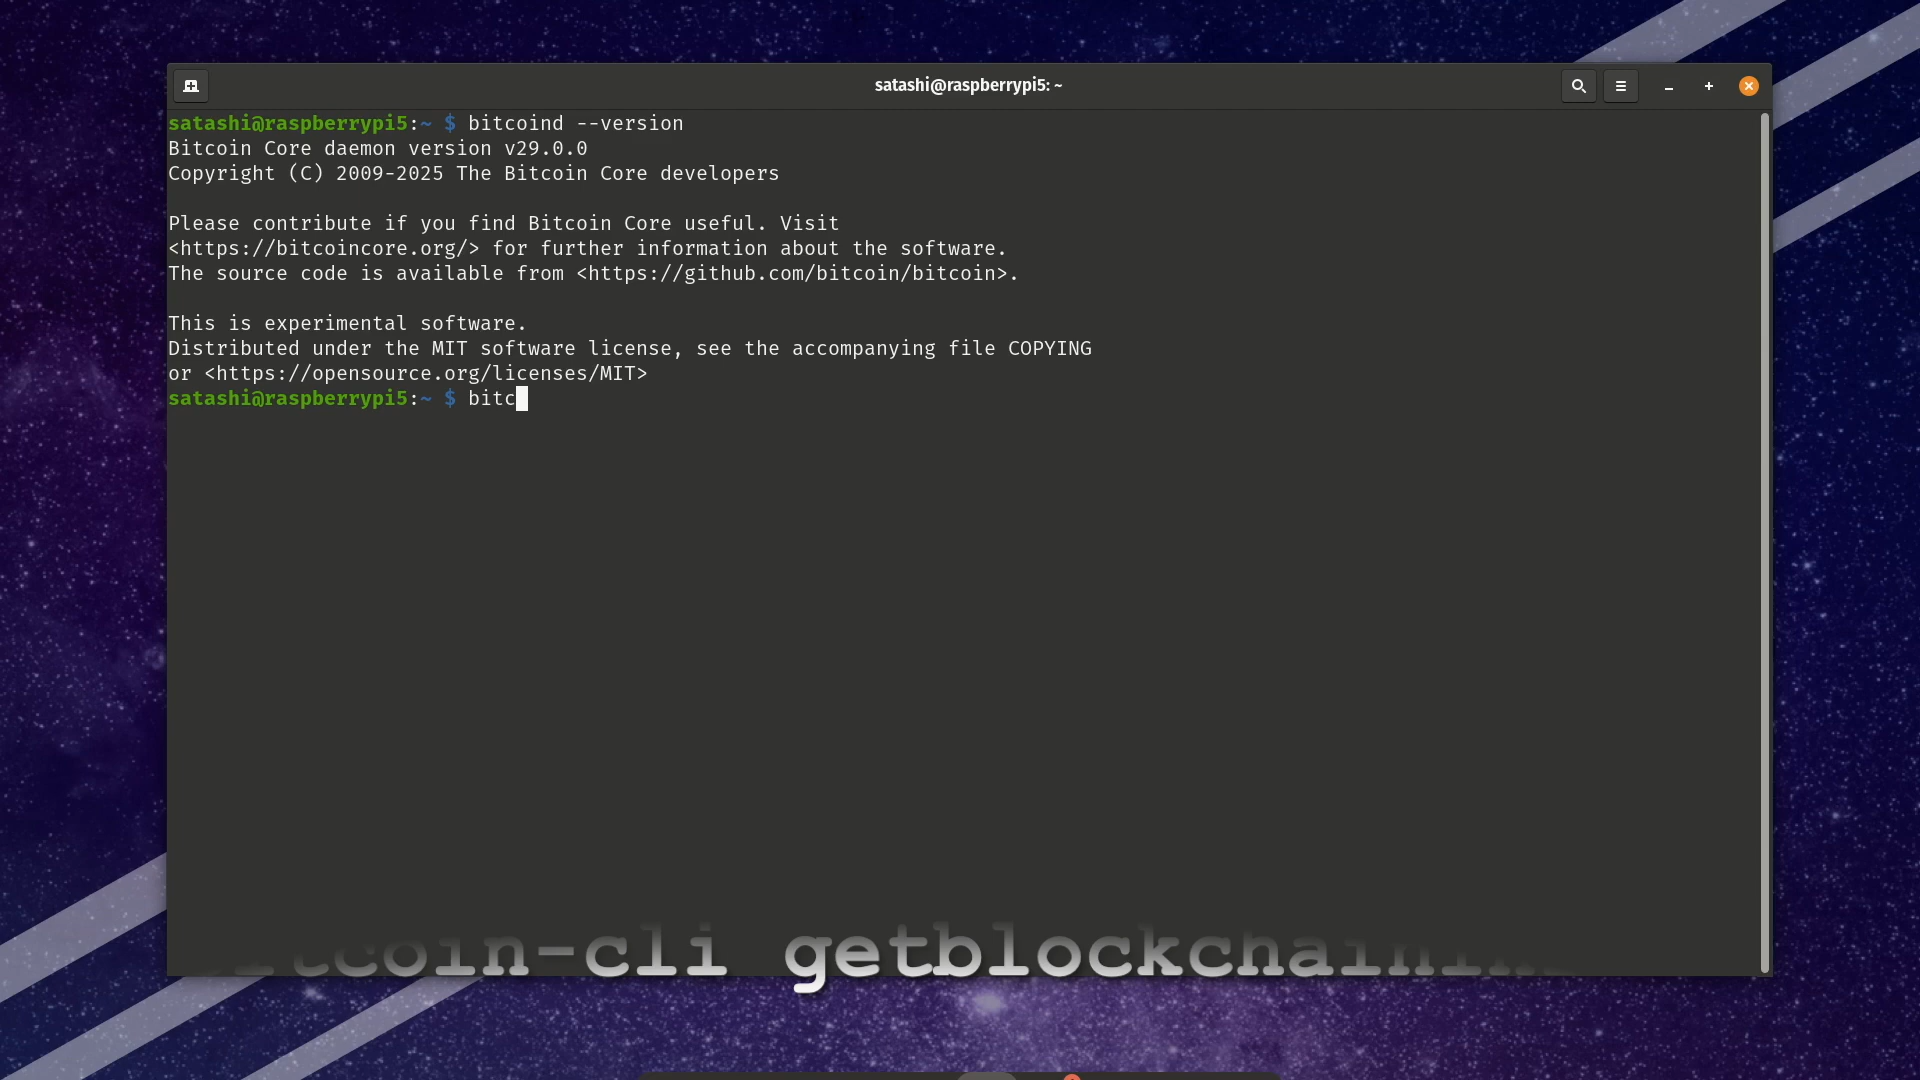 satashi@raspberrypi5: ~
satashi@raspberrypi5:~ $ bitcoind --version
Bitcoin Core daemon version v29.0.0
Copyright (C) 2009-2025 The Bitcoin Core developers
Please contribute if you find Bitcoin Core useful. Visit
<https://bitcoincore.org/> for further information about the software.
The source code is available from <https://github.com/bitcoin/bitcoin>.
This is experimental software.
Distributed under the MIT software license, see the accompanying file COPYING
or <https://opensource.org/licenses/MIT>
satashi@raspberrypi5:~ $ bitc
bitcoin-cli